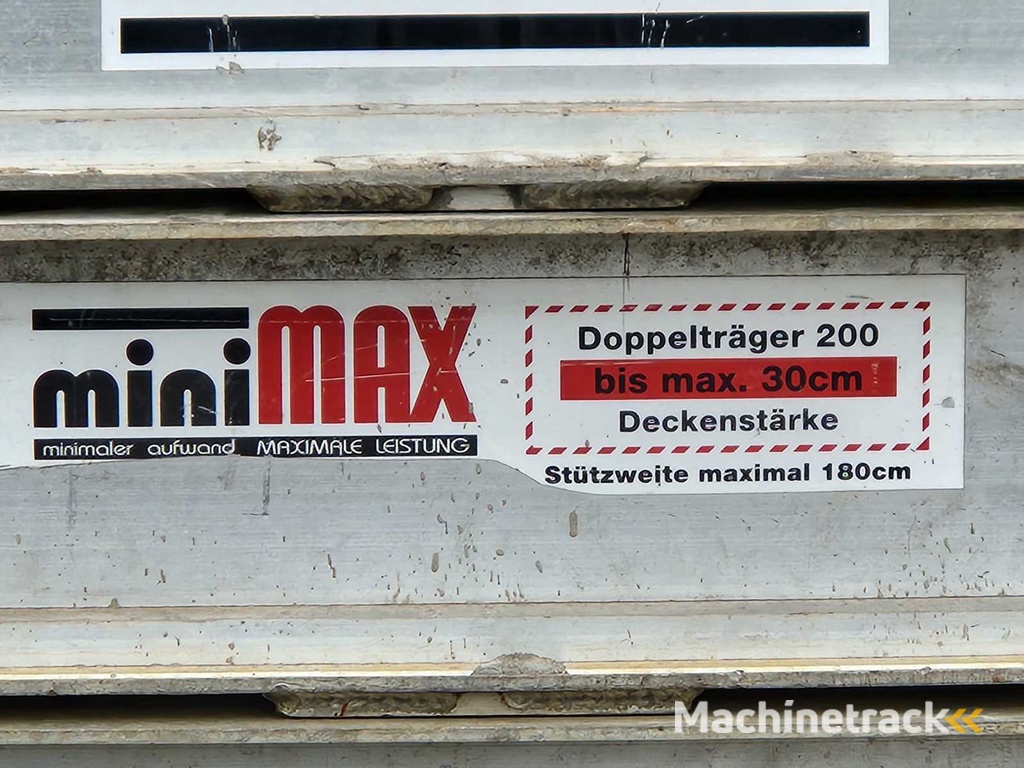 miniMAX
minimaler aufwand MAXIMALE LEISTUNG
Doppelträger 200
bis max. 30cm
Deckenstärke
Stützweite maximal 180cm
Machinetrack